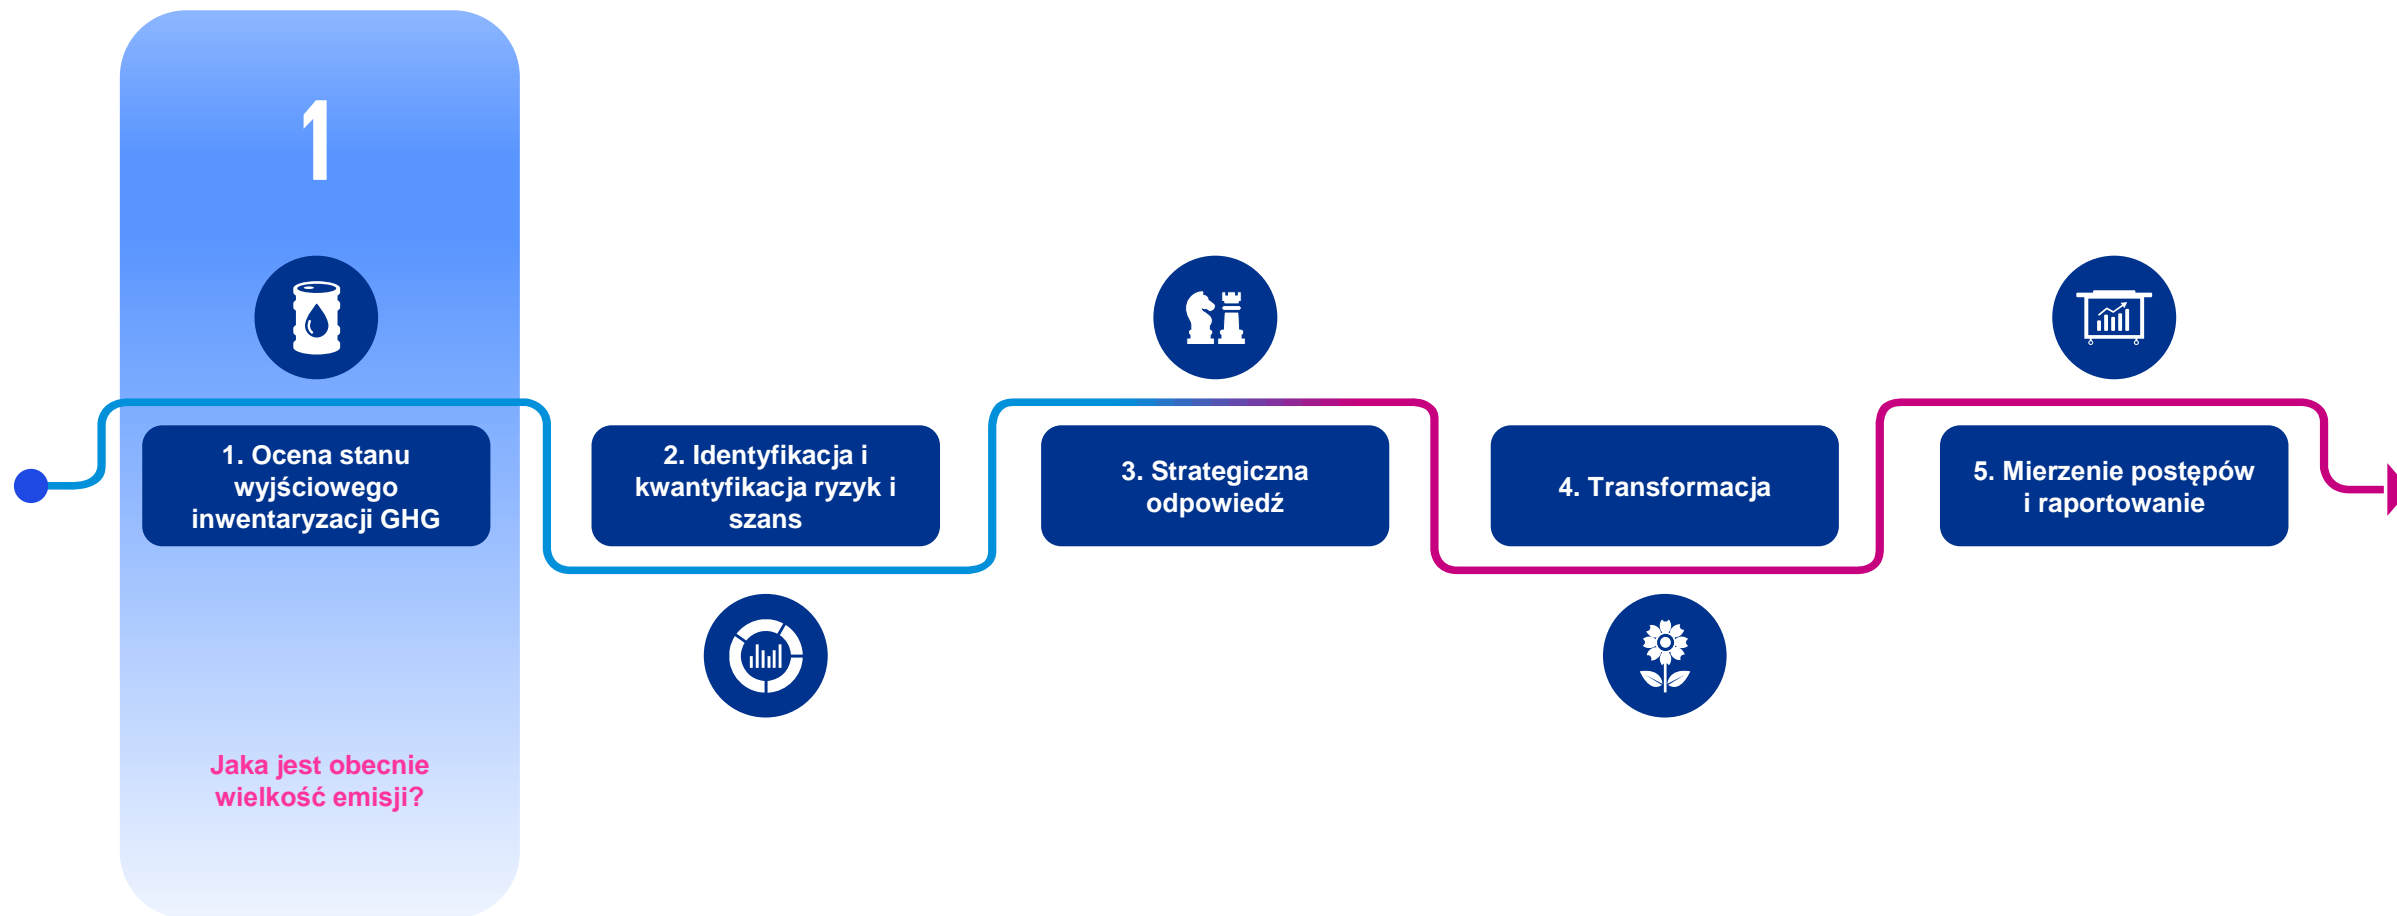 1
1. Ocena stanu
wyjściowego
inwentaryzacji GHG
2. Identyfikacja i
kwantyfikacja ryzyk i
szans
3. Strategiczna
odpowiedź
4. Transformacja
5. Mierzenie postępów
i raportowanie
Jaka jest obecnie
wielkość emisji?